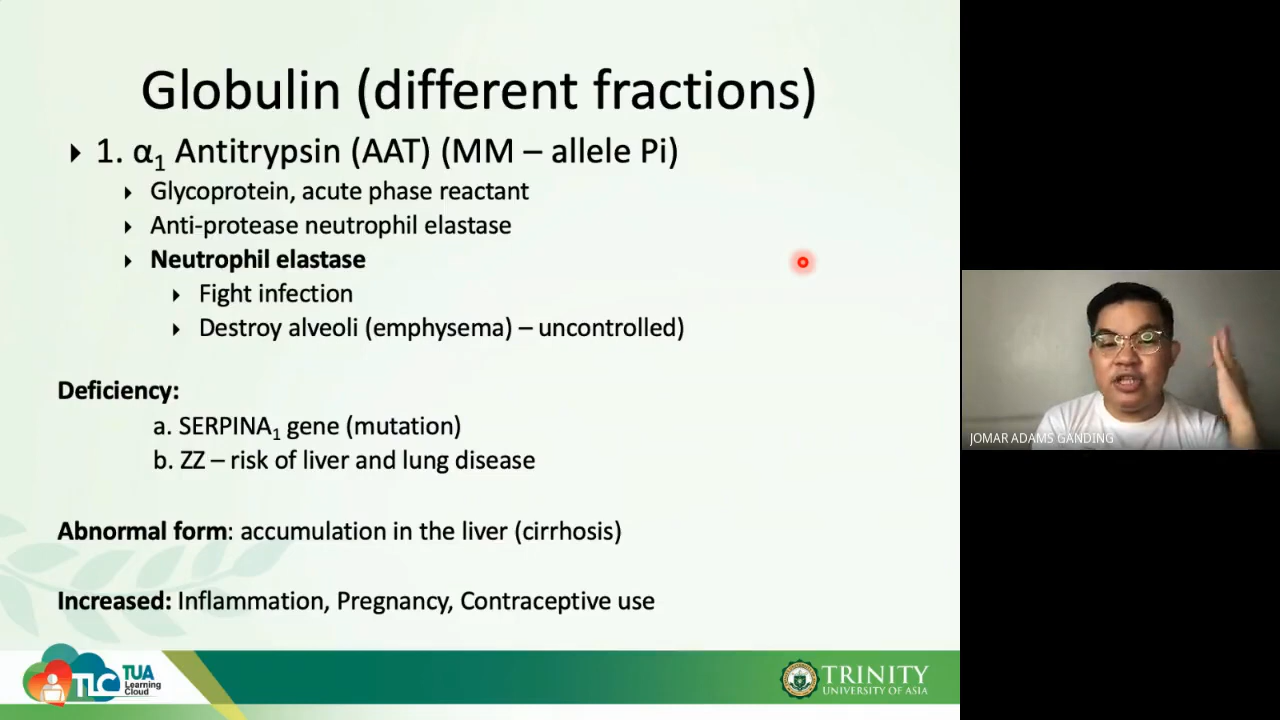 Globulin (different fractions)
1. α₁ Antitrypsin (AAT) (MM – allele Pi)
Glycoprotein, acute phase reactant
Anti-protease neutrophil elastase
Neutrophil elastase
Fight infection
Destroy alveoli (emphysema) – uncontrolled)
Deficiency:
a. SERPINA₁ gene (mutation)
b. ZZ – risk of liver and lung disease
Abnormal form: accumulation in the liver (cirrhosis)
Increased: Inflammation, Pregnancy, Contraceptive use
TLC
TUA
Learning
Cloud
TRINITY
UNIVERSITY OF ASIA
JOMAR ADAMS GANDING